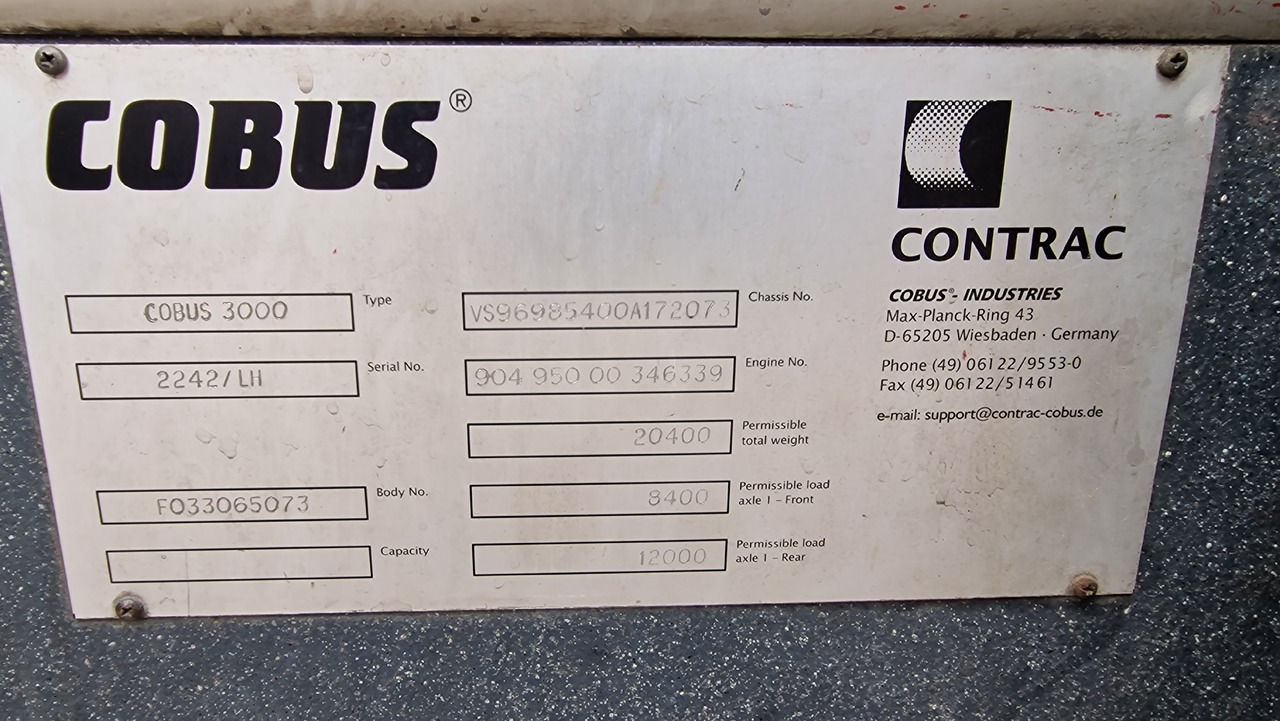 COBUS®
CONTRAC
COBUS®- INDUSTRIES
Max-Planck-Ring 43
D-65205 Wiesbaden · Germany
Phone (49) 06122/9553-0
Fax (49) 06122/51461
e-mail: support@contrac-cobus.de
COBUS 3000 Type
VS96985400A172073 Chassis No.
2242/LH Serial No.
904 950 00 346339 Engine No.
20400 Permissible
total weight
F033065073 Body No.
8400 Permissible load
axle 1 – Front
Capacity
12000 Permissible load
axle 1 – Rear